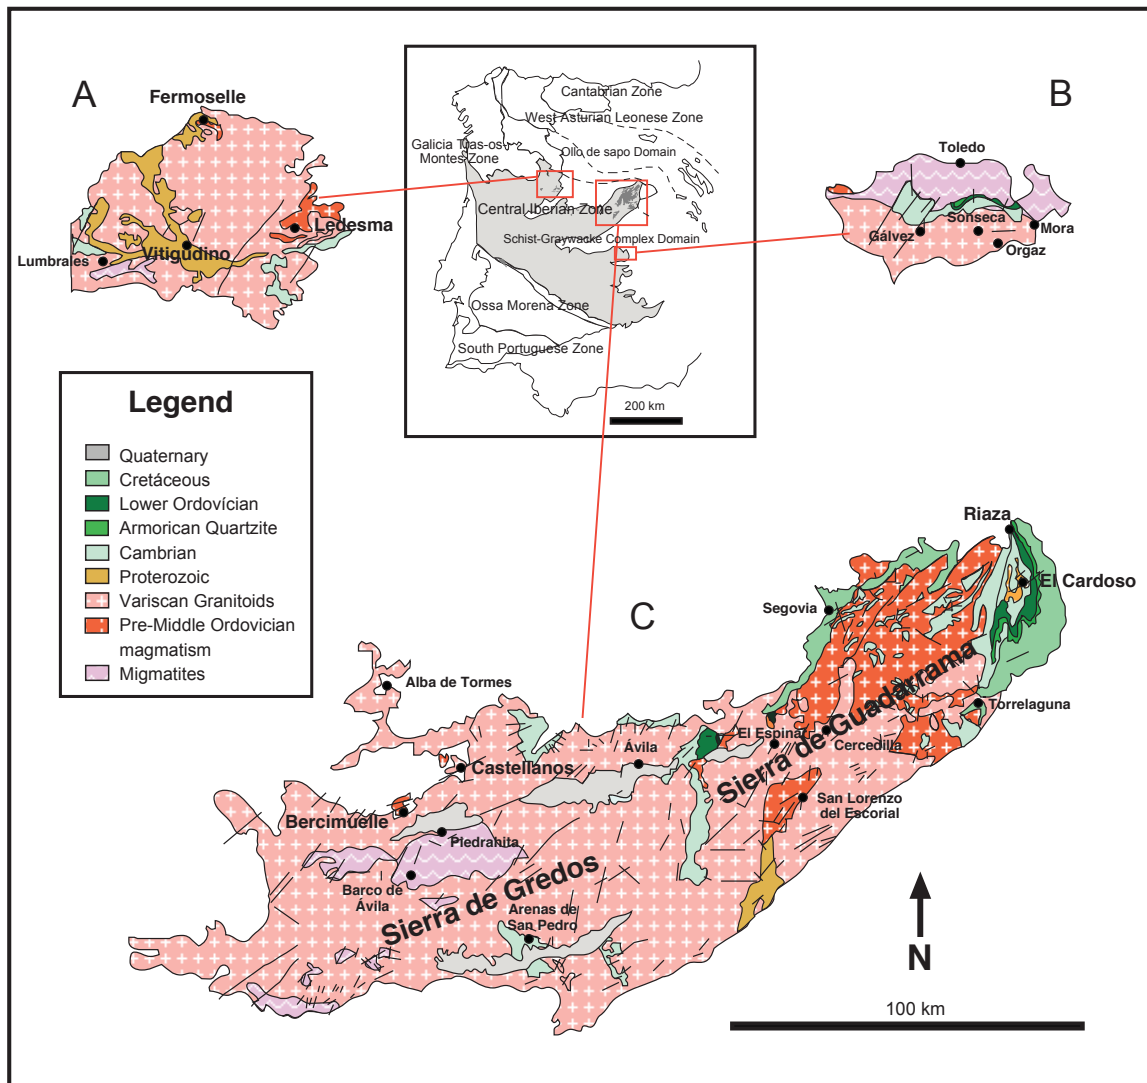 A
Fermoselle
Ledesma
Vitigudino
Lumbrales
Cantabrian Zone
West Asturian Leonese Zone
Galicia Tras-os-
Montes Zone
Ollo de sapo Domain
Central Iberian Zone
Schist-Graywacke Complex Domain
Ossa Morena Zone
South Portuguese Zone
200 km
B
Toledo
Sonseca
Gálvez
Mora
Orgaz
Legend
Quaternary
Cretáceous
Lower Ordovícian
Armorican Quartzite
Cambrian
Proterozoic
Variscan Granitoids
Pre-Middle Ordovician
magmatism
Migmatites
C
Riaza
El Cardoso
Segovia
Sierra de Guadarrama
Torrelaguna
Alba de Tormes
El Espinar
Cercedilla
Ávila
Castellanos
San Lorenzo
del Escorial
Bercimuelle
Piedrahita
Barco de
Ávila
Sierra de Gredos
Arenas de
San Pedro
N
100 km